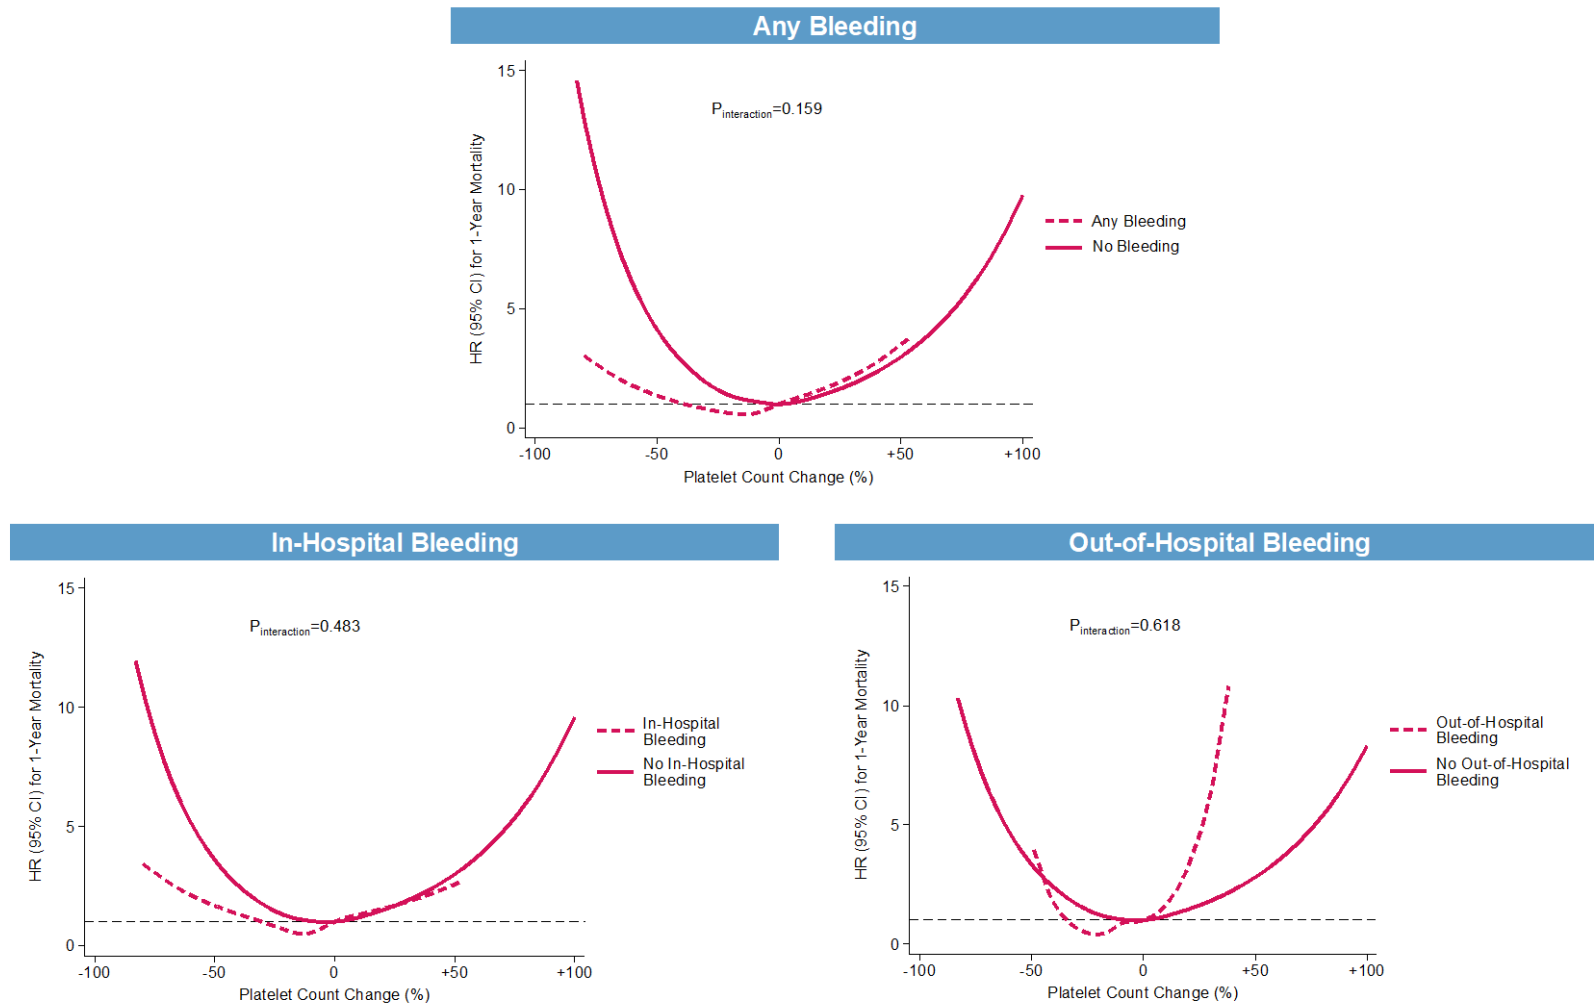 Any Bleeding
15
10
5
0
HR (95% CI) for 1-Year Mortality
Pinteraction=0.159
Any Bleeding
No Bleeding
-100
-50
0
+50
+100
Platelet Count Change (%)
In-Hospital Bleeding
15
10
5
0
HR (95% CI) for 1-Year Mortality
Pinteraction=0.483
In-Hospital
Bleeding
No In-Hospital
Bleeding
-100
-50
0
+50
+100
Platelet Count Change (%)
Out-of-Hospital Bleeding
15
10
5
0
HR (95% CI) for 1-Year Mortality
Pinteraction=0.618
Out-of-Hospital
Bleeding
No Out-of-Hospital
Bleeding
-100
-50
0
+50
+100
Platelet Count Change (%)